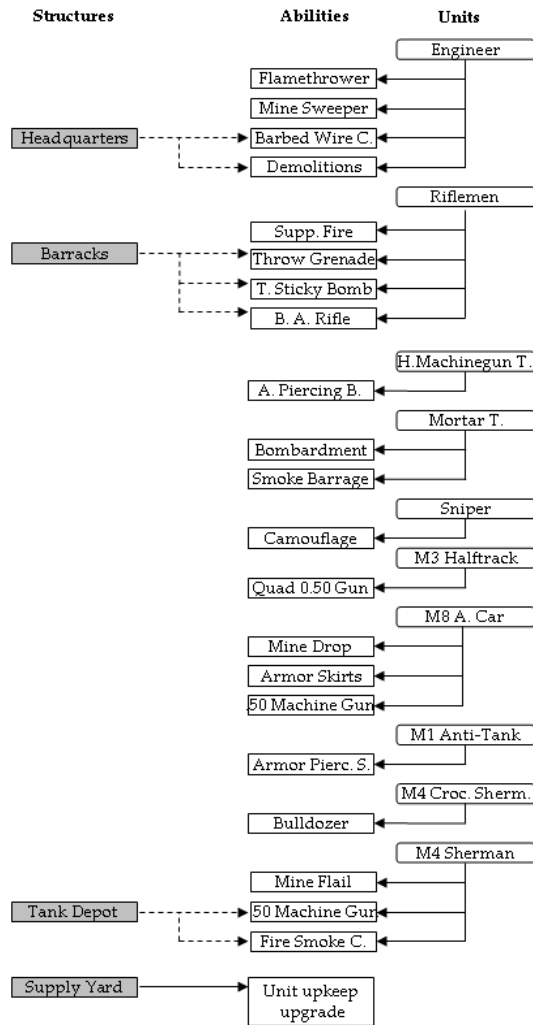 Structures Abilities Units
Engineer
Flamethrower
Mine Sweeper
Headquarters Barbed Wire C.
Demolitions
Riflemen
Supp. Fire
Barracks Throw Grenade
T. Sticky Bomb
B. A. Rifle
H.Machinegun T.
A. Piercing B.
Mortar T.
Bombardment
Smoke Barrage
Sniper
Camouflage
M3 Halftrack
Quad 0.50 Gun
M8 A. Car
Mine Drop
Armor Skirts
.50 Machine Gun
M1 Anti-Tank
Armor Pierc. S.
M4 Croc. Sherm.
Bulldozer
M4 Sherman
Mine Flail
Tank Depot 50 Machine Gun
Fire Smoke C.
Supply Yard Unit upkeep
upgrade